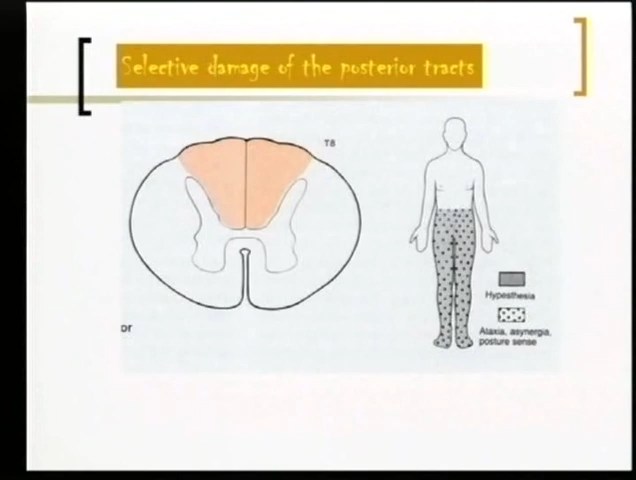 Selective damage of the posterior tracts
T8
or
Hypesthesia
Ataxia, asynergia,
posture sense